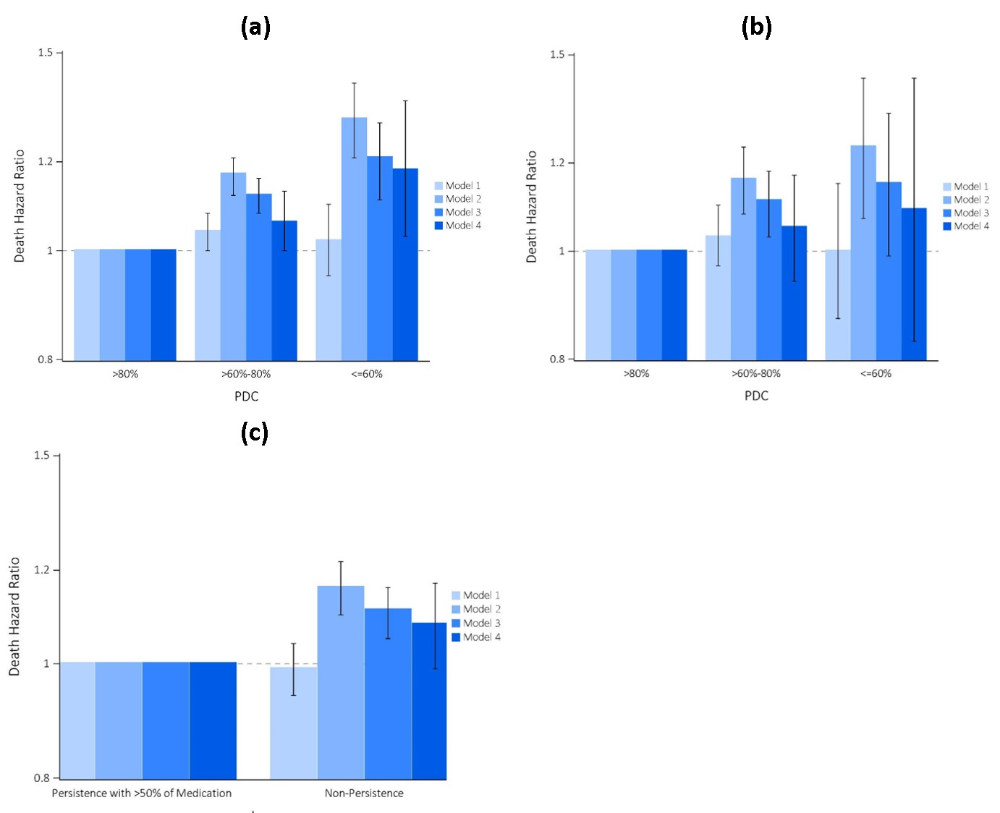 (a)
1.5
1.2
1
0.8
Death Hazard Ratio
>80%
>60%-80%
<=60%
PDC
Model 1
Model 2
Model 3
Model 4
(b)
1.5
1.2
1
0.8
Death Hazard Ratio
>80%
>60%-80%
<=60%
PDC
Model 1
Model 2
Model 3
Model 4
(c)
1.5
1.2
1
0.8
Death Hazard Ratio
Persistence with >50% of Medication
Non-Persistence
Model 1
Model 2
Model 3
Model 4